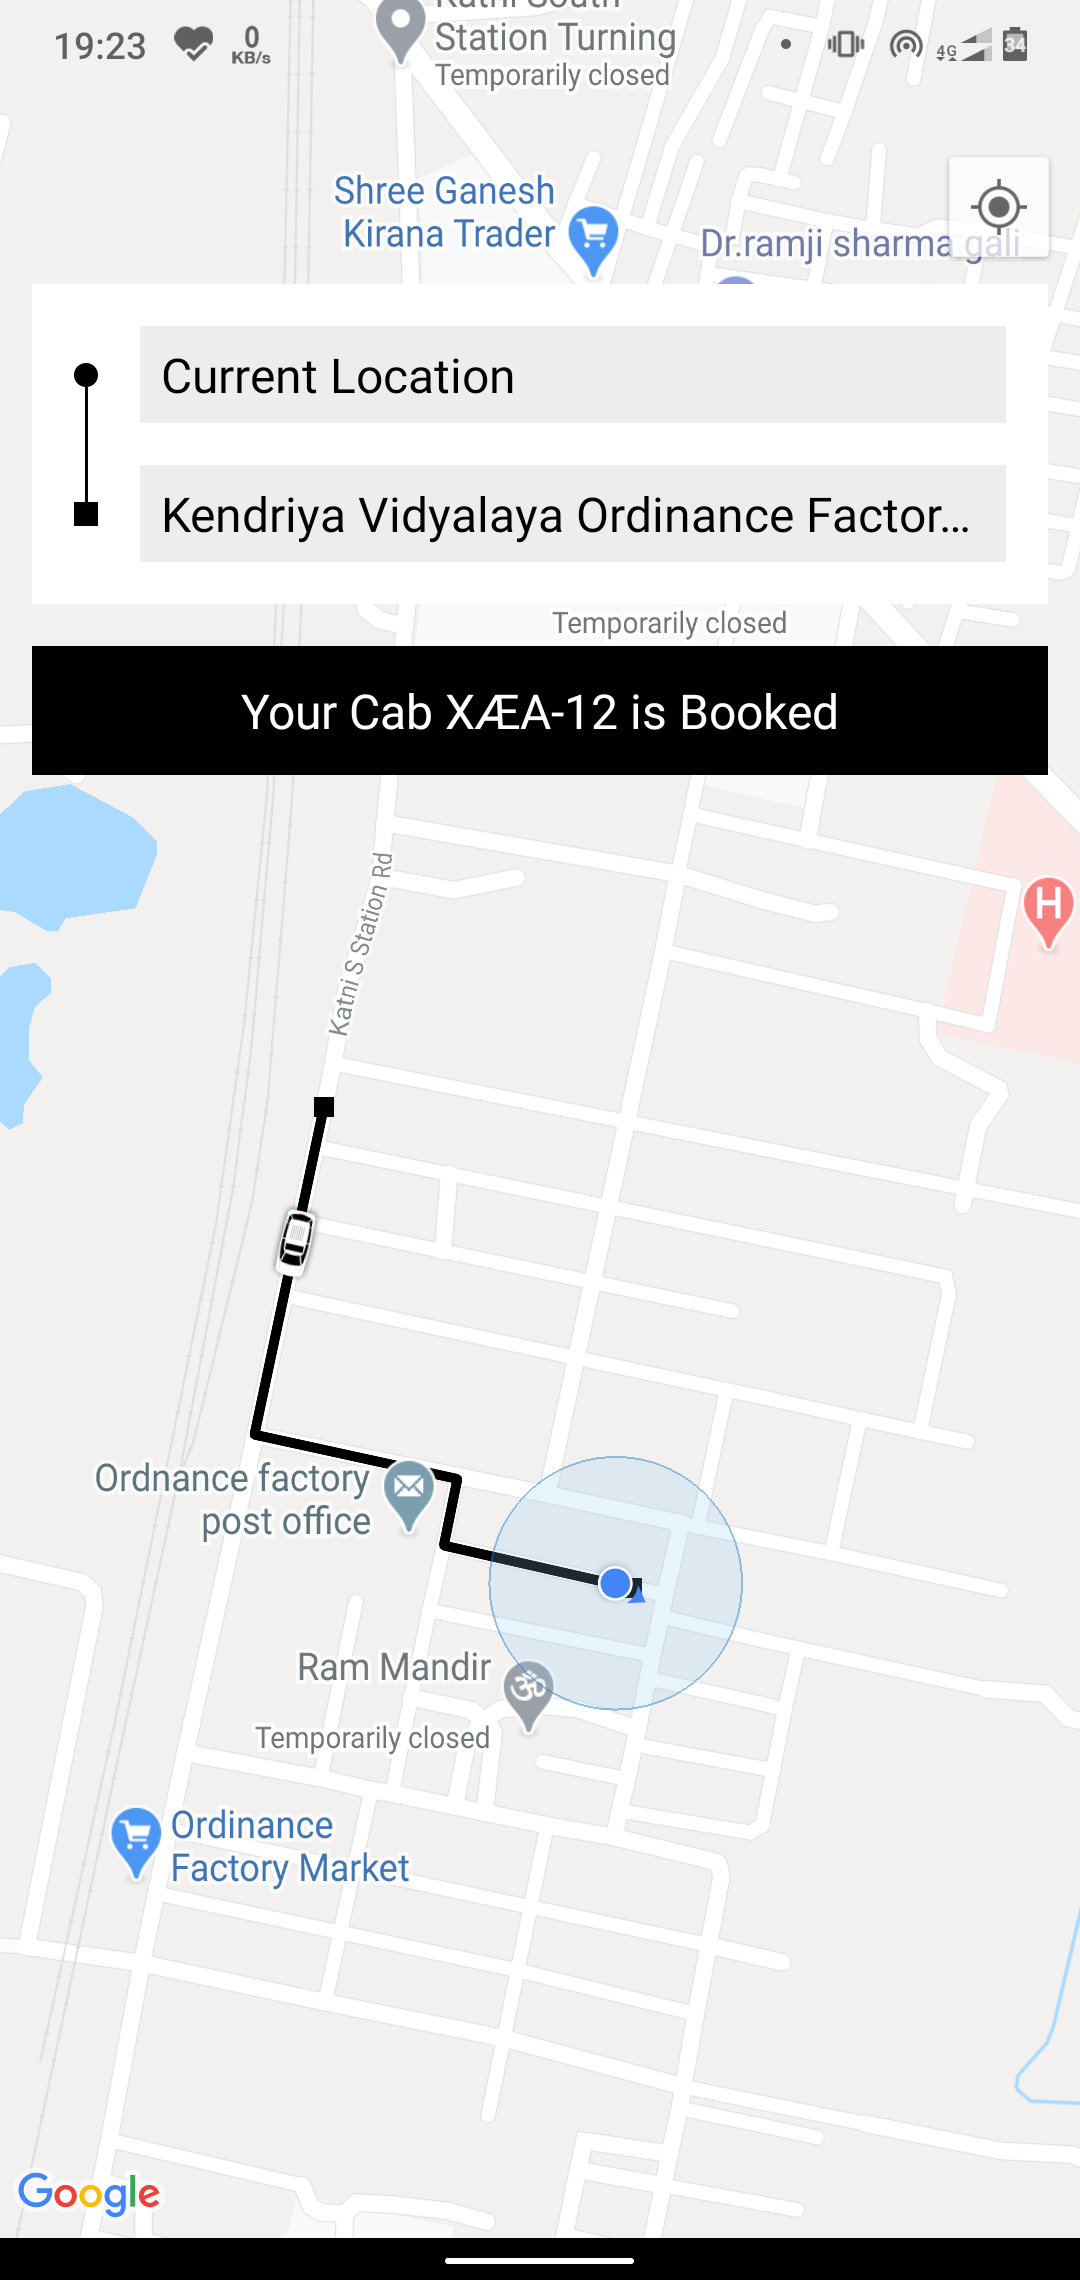 19:23
0
KB/s
Katni South
Station Turning
Temporarily closed
4G
34
Shree Ganesh
Kirana Trader
Dr.ramji sharma gali
Current Location
Kendriya Vidyalaya Ordinance Factor...
Temporarily closed
Your Cab XÆA-12 is Booked
Katni S Station Rd
H
Ordnance factory
post office
Ram Mandir
ॐ
Temporarily closed
Ordinance
Factory Market
Google